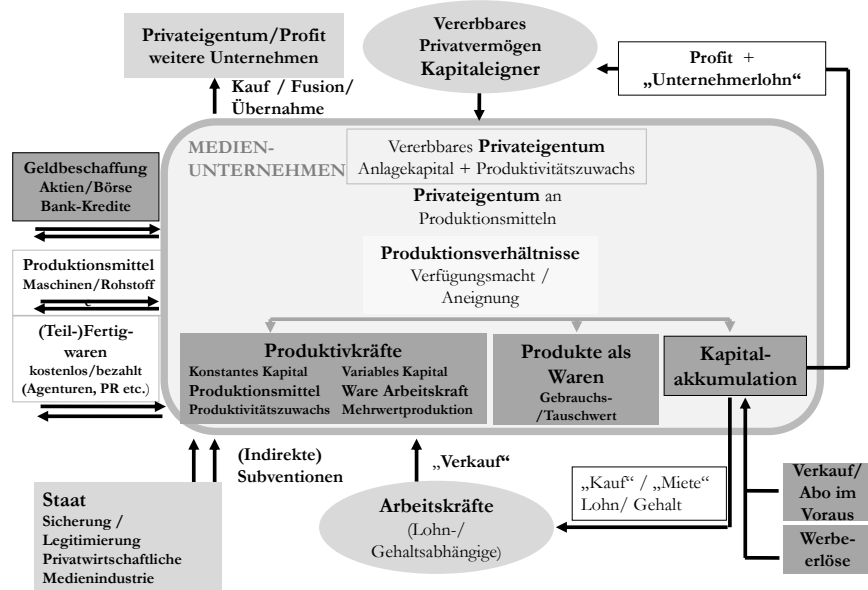 Privateigentum/Profit
weitere Unternehmen
Vererbbares
Privatvermögen
Kapitaleigner
Profit +
„Unternehmerlohn“
Kauf / Fusion/
Übernahme
MEDIEN-
UNTERNEHMEN
Vererbbares Privateigentum
Anlagekapital + Produktivitätszuwachs
Privateigentum an
Produktionsmitteln
Geldbeschaffung
Aktien/Börse
Bank-Kredite
Produktionsmittel
Maschinen/Rohstoff
Produktionsverhältnisse
Verfügungsmacht /
Aneignung
(Teil-)Fertig-
waren
kostenlos/bezahlt
(Agenturen, PR etc.)
Produktivkräfte
Konstantes Kapital Variables Kapital
Produktionsmittel Ware Arbeitskraft
Produktivitätszuwachs Mehrwertproduktion
Produkte als
Waren
Gebrauchs-
/Tauschwert
Kapital-
akkumulation
(Indirekte)
Subventionen
„Verkauf“
„Kauf“ / „Miete“
Lohn/ Gehalt
Verkauf/
Abo im
Voraus
Werbe-
erlöse
Staat
Sicherung /
Legitimierung
Privatwirtschaftliche
Medienindustrie
Arbeitskräfte
(Lohn-/
Gehaltsabhängige)